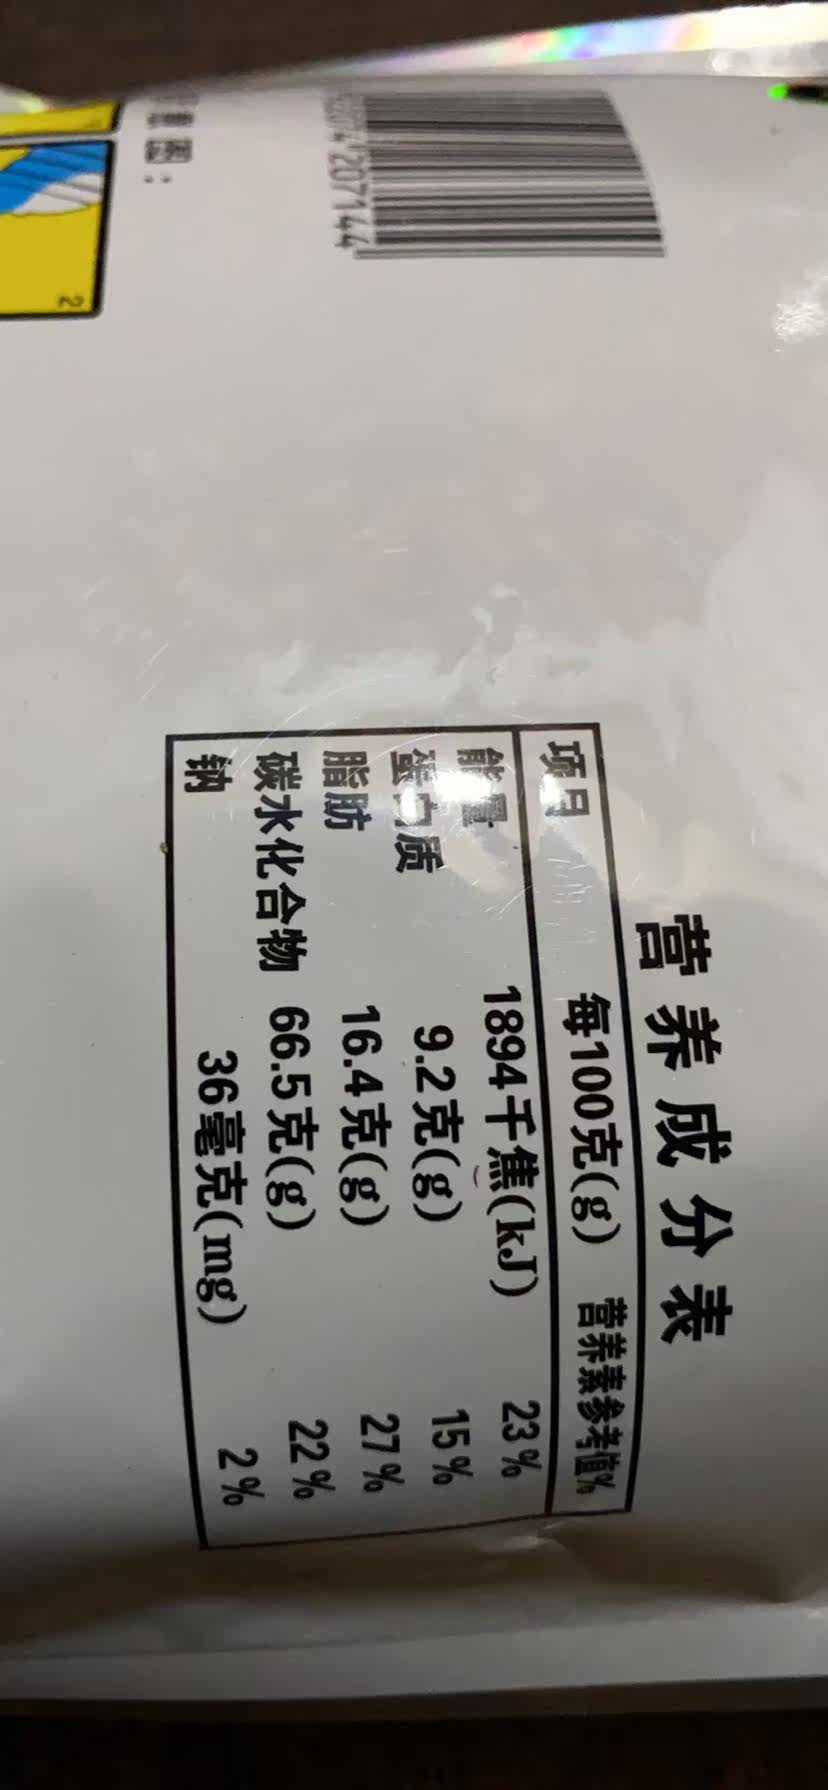 营养成分表
项目 每100克(g) 营养素参考值%
能量 1894千焦(kJ) 23%
蛋白质 9.2克(g) 15%
脂肪 16.4克(g) 27%
碳水化合物 66.5克(g) 22%
钠 36毫克(mg) 2%
207144
2